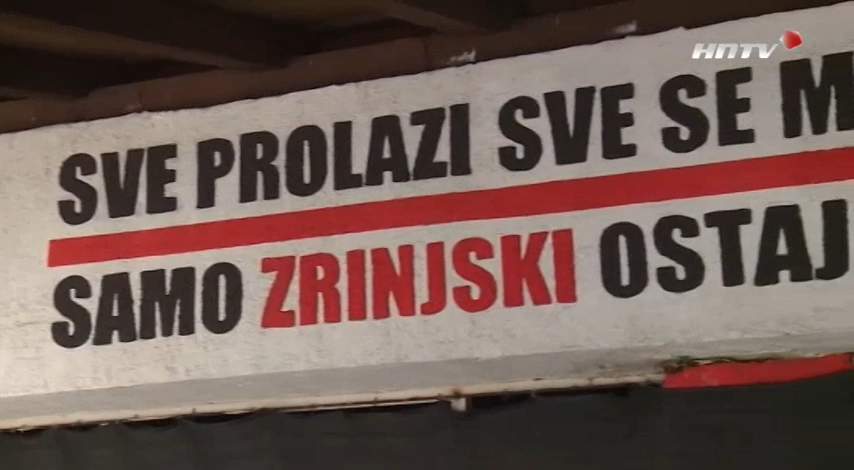 HNTV
SVE PROLAZI SVE SE M
SAMO ZRINJSKI OSTAJ